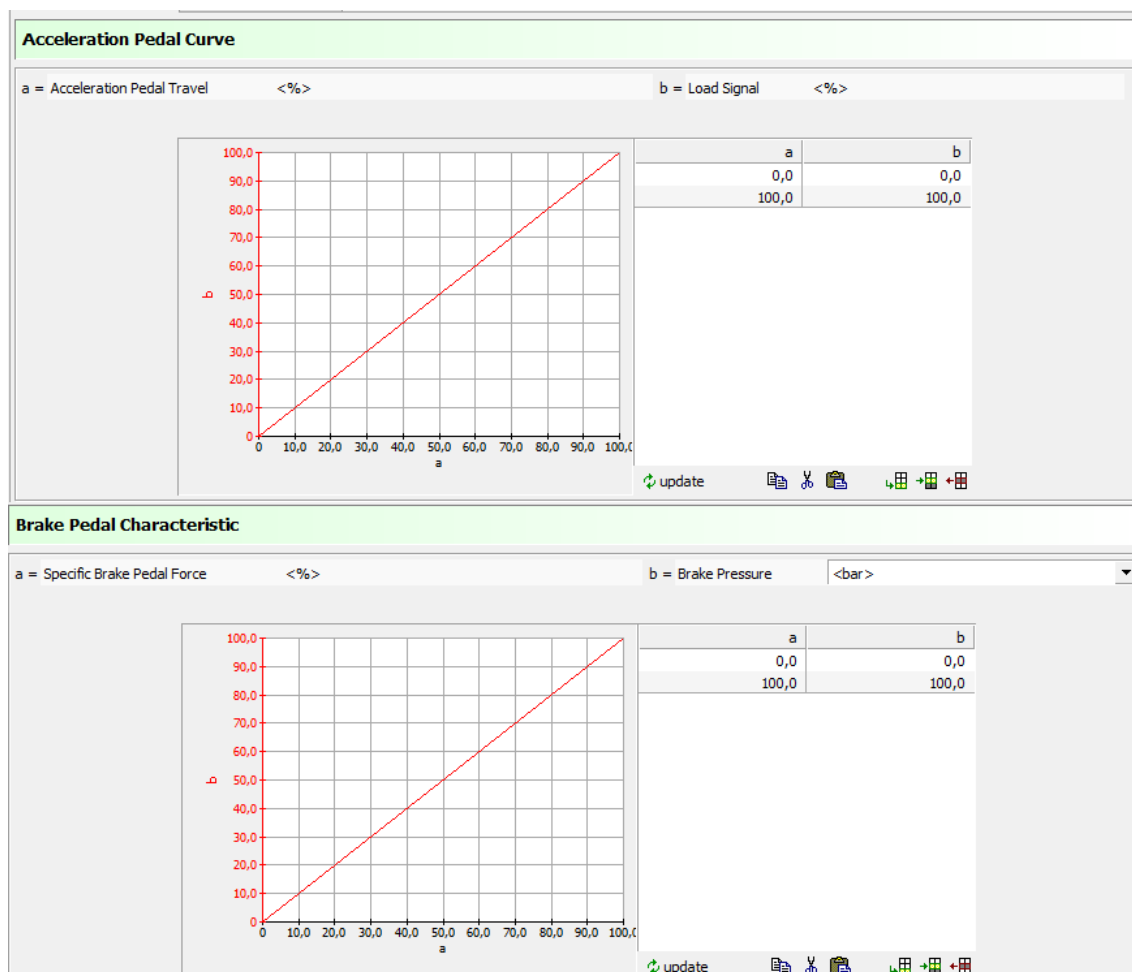 Acceleration Pedal Curve
a = Acceleration Pedal Travel <%> b = Load Signal <%>
100,0
90,0
80,0
70,0
60,0
50,0
40,0
30,0
20,0
10,0
0
b
0 10,0 20,0 30,0 40,0 50,0 60,0 70,0 80,0 90,0 100,0
a
a b
0,0 0,0
100,0 100,0
update
Brake Pedal Characteristic
a = Specific Brake Pedal Force <%> b = Brake Pressure <bar>
100,0
90,0
80,0
70,0
60,0
50,0
40,0
30,0
20,0
10,0
0
b
0 10,0 20,0 30,0 40,0 50,0 60,0 70,0 80,0 90,0 100,0
a
a b
0,0 0,0
100,0 100,0
update